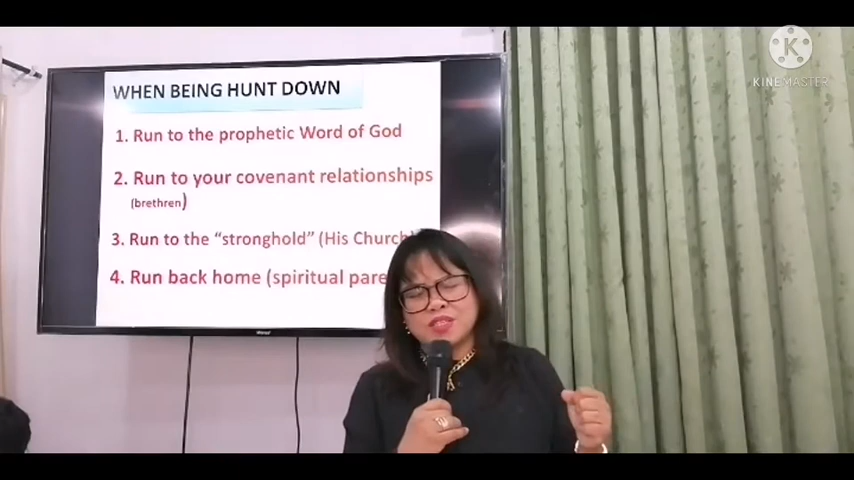 WHEN BEING HUNT DOWN
1. Run to the prophetic Word of God
2. Run to your covenant relationships
(brethren)
3. Run to the "stronghold" (His Church)
4. Run back home (spiritual pare
KINEMASTER